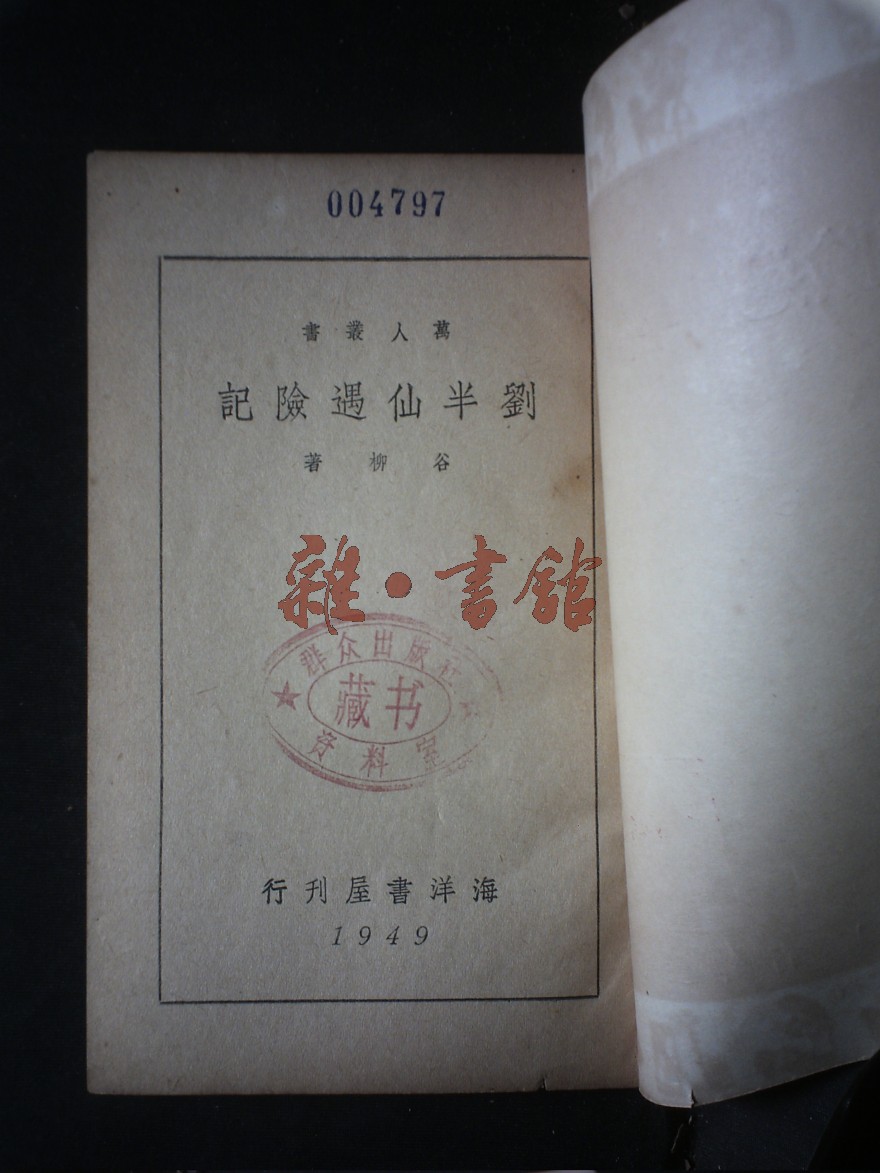 004797
萬人叢書
劉半仙遇險記
谷柳著
雜·書館
群众出版社
藏书
资料室
海洋書屋刊行
1949